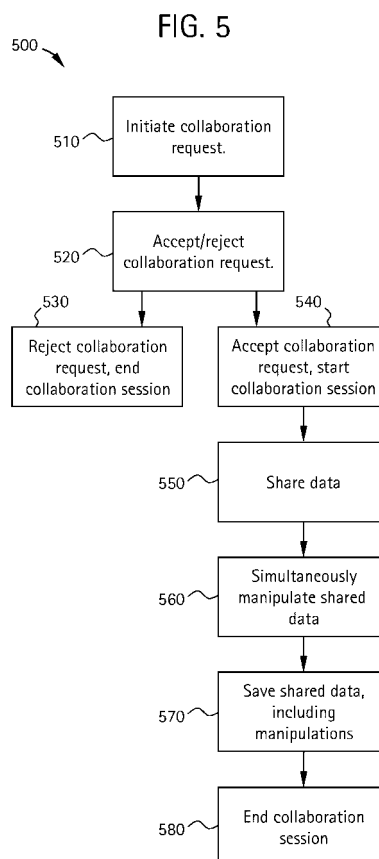 FIG. 5
500
510
Initiate collaboration
request.
520
Accept/reject
collaboration request.
530
540
Reject collaboration
request, end
collaboration session
Accept collaboration
request, start
collaboration session
550
Share data
560
Simultaneously
manipulate shared
data
570
Save shared data,
including
manipulations
580
End collaboration
session